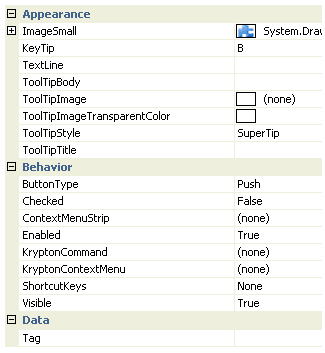 Appearance
ImageSmall System.Drau
KeyTip B
TextLine
ToolTipBody
ToolTipImage (none)
ToolTipImageTransparentColor
ToolTipStyle SuperTip
ToolTipTitle
Behavior
ButtonType Push
Checked False
ContextMenuStrip (none)
Enabled True
KryptonCommand (none)
KryptonContextMenu (none)
ShortcutKeys None
Visible True
Data
Tag